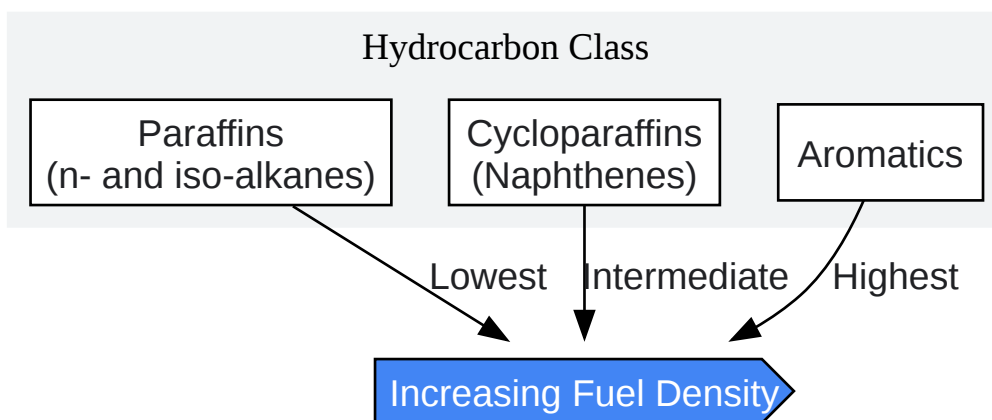 Hydrocarbon Class
Paraffins
(n- and iso-alkanes)
Cycloparaffins
(Naphthenes)
Aromatics
Lowest
Intermediate
Highest
Increasing Fuel Density